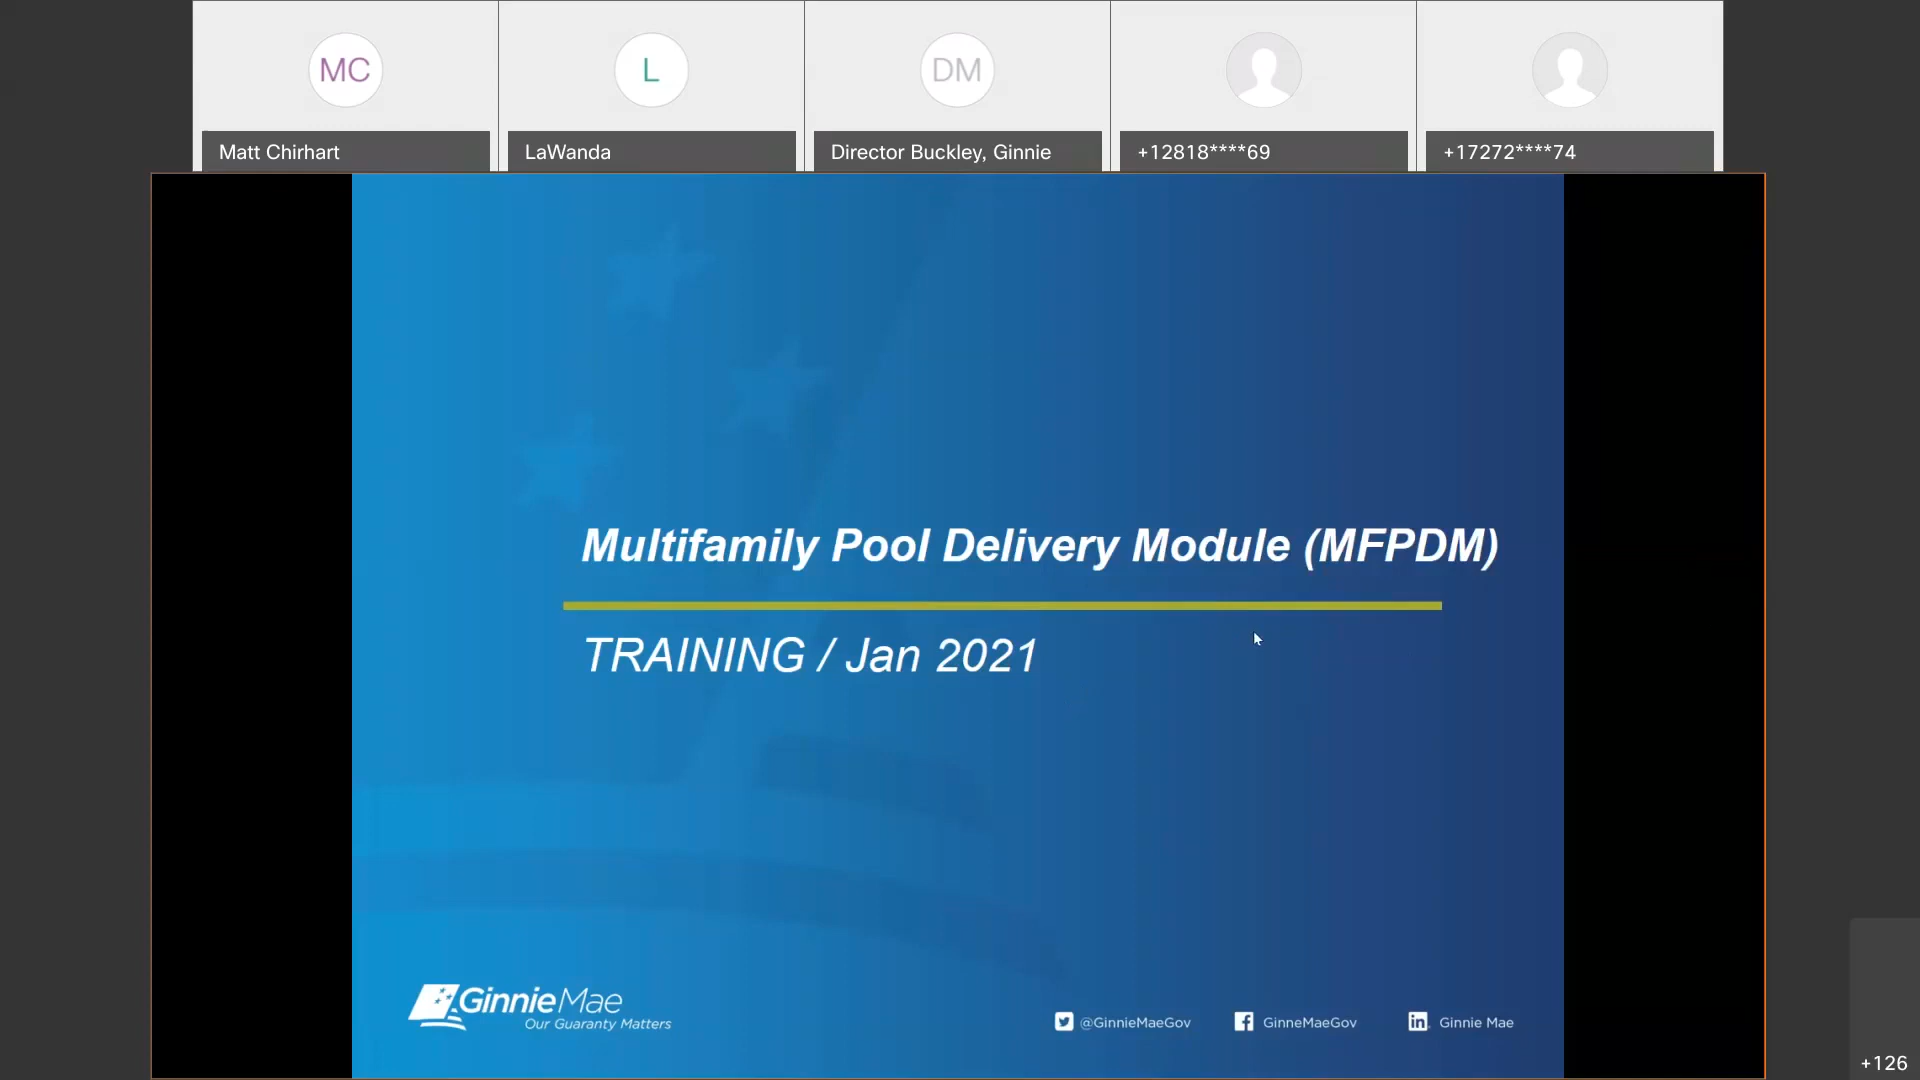 MC
L
DM
Matt Chirhart
LaWanda
Director Buckley, Ginnie
+12818****69
+17272****74
Multifamily Pool Delivery Module (MFPDM)
TRAINING / Jan 2021
GinnieMae
Our Guaranty Matters
@GinnieMaeGov
GinneMaeGov
in
Ginnie Mae
+126